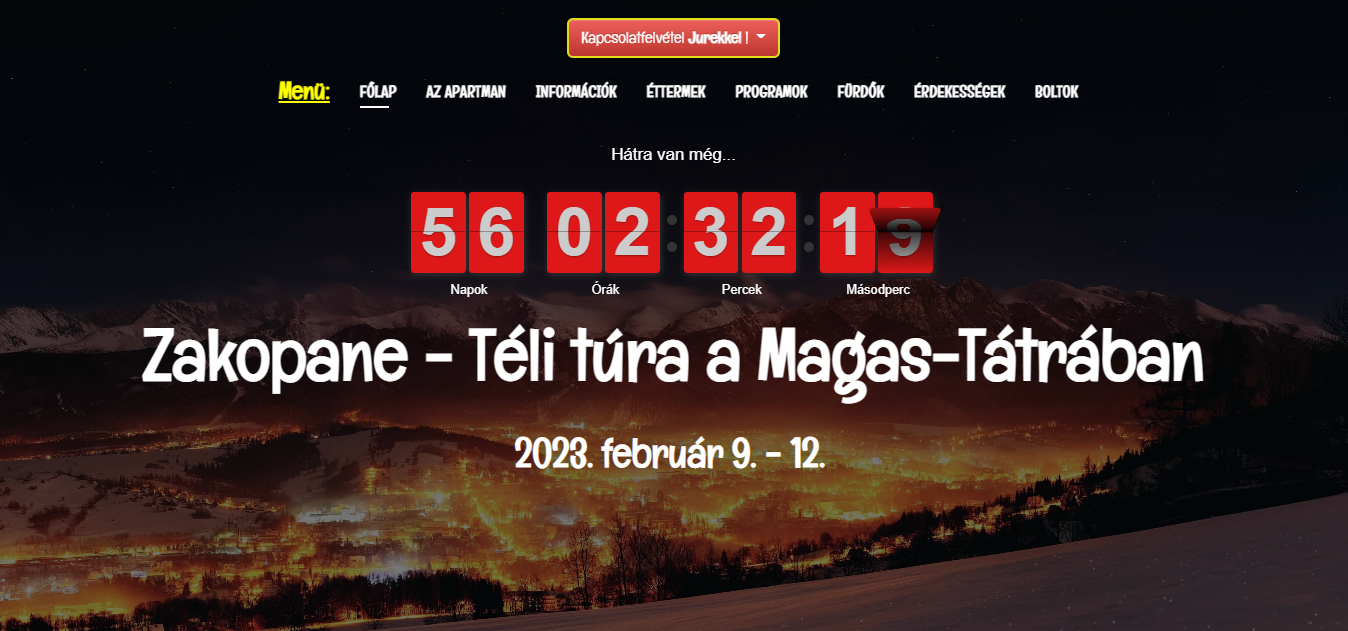 Kapcsolatfelvétel Jurekkel !
Menü: FŐLAP AZ APARTMAN INFORMÁCIÓK ÉTTERMEK PROGRAMOK FÜRDŐK ÉRDEKESSÉGEK BOLTOK
Hátra van még...
56 02 : 32 : 19
Napok Órák Percek Másodperc
Zakopane - Téli túra a Magas-Tátrában
2023. február 9. - 12.